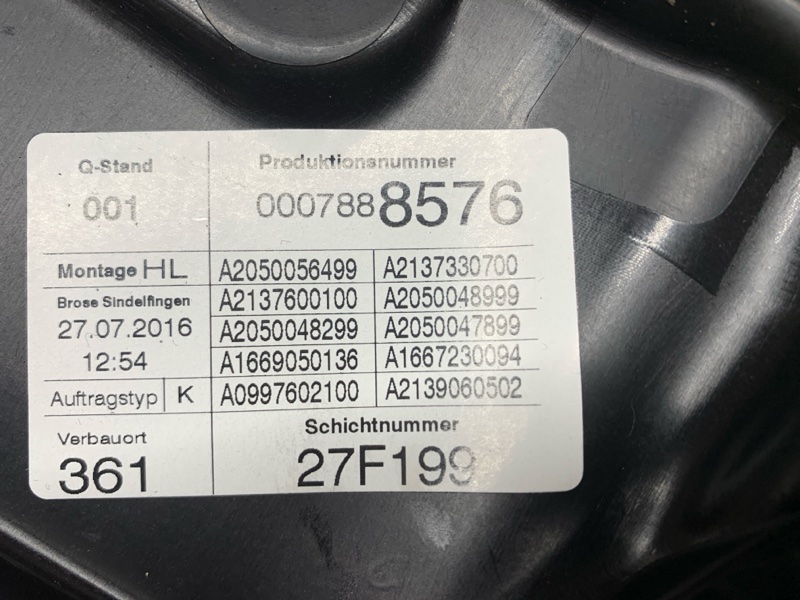 Q-Stand Produktionsnummer
001 0007888576
Montage HL A2050056499 A2137330700
Brose Sindelfingen A2137600100 A2050048999
27.07.2016 A2050048299 A2050047899
12:54 A1669050136 A1667230094
Auftragstyp K A0997602100 A2139060502
Verbauort Schichtnummer
361 27F199